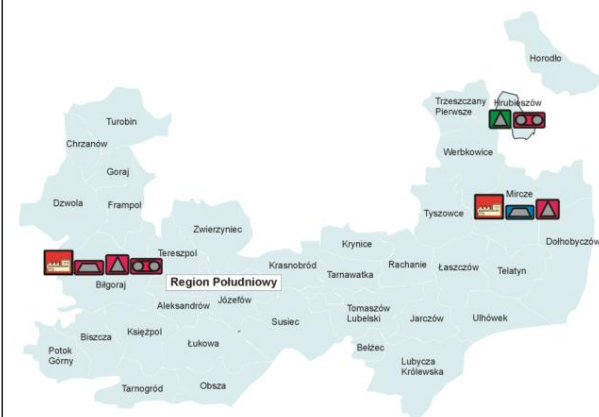 Horodło
Trzeszczany
Pierwsze
Hrubieszów
Turobin
Chrzanów
Werbkowice
Goraj
Mircze
Dzwola
Frampol
Tyszowce
Zwierzyniec
Dołhobyczów
Krynice
Tereszpol
Krasnobród
Tarnawatka
Rachanie
Łaszczów
Telatyn
Biłgoraj
Region Południowy
Aleksandrów
Józefów
Susiec
Tomaszów
Lubelski
Jarczów
Ulhówek
Biszcza
Księżpol
Łukowa
Potok
Górny
Bełżec
Lubycza
Królewska
Tarnogród
Obsza